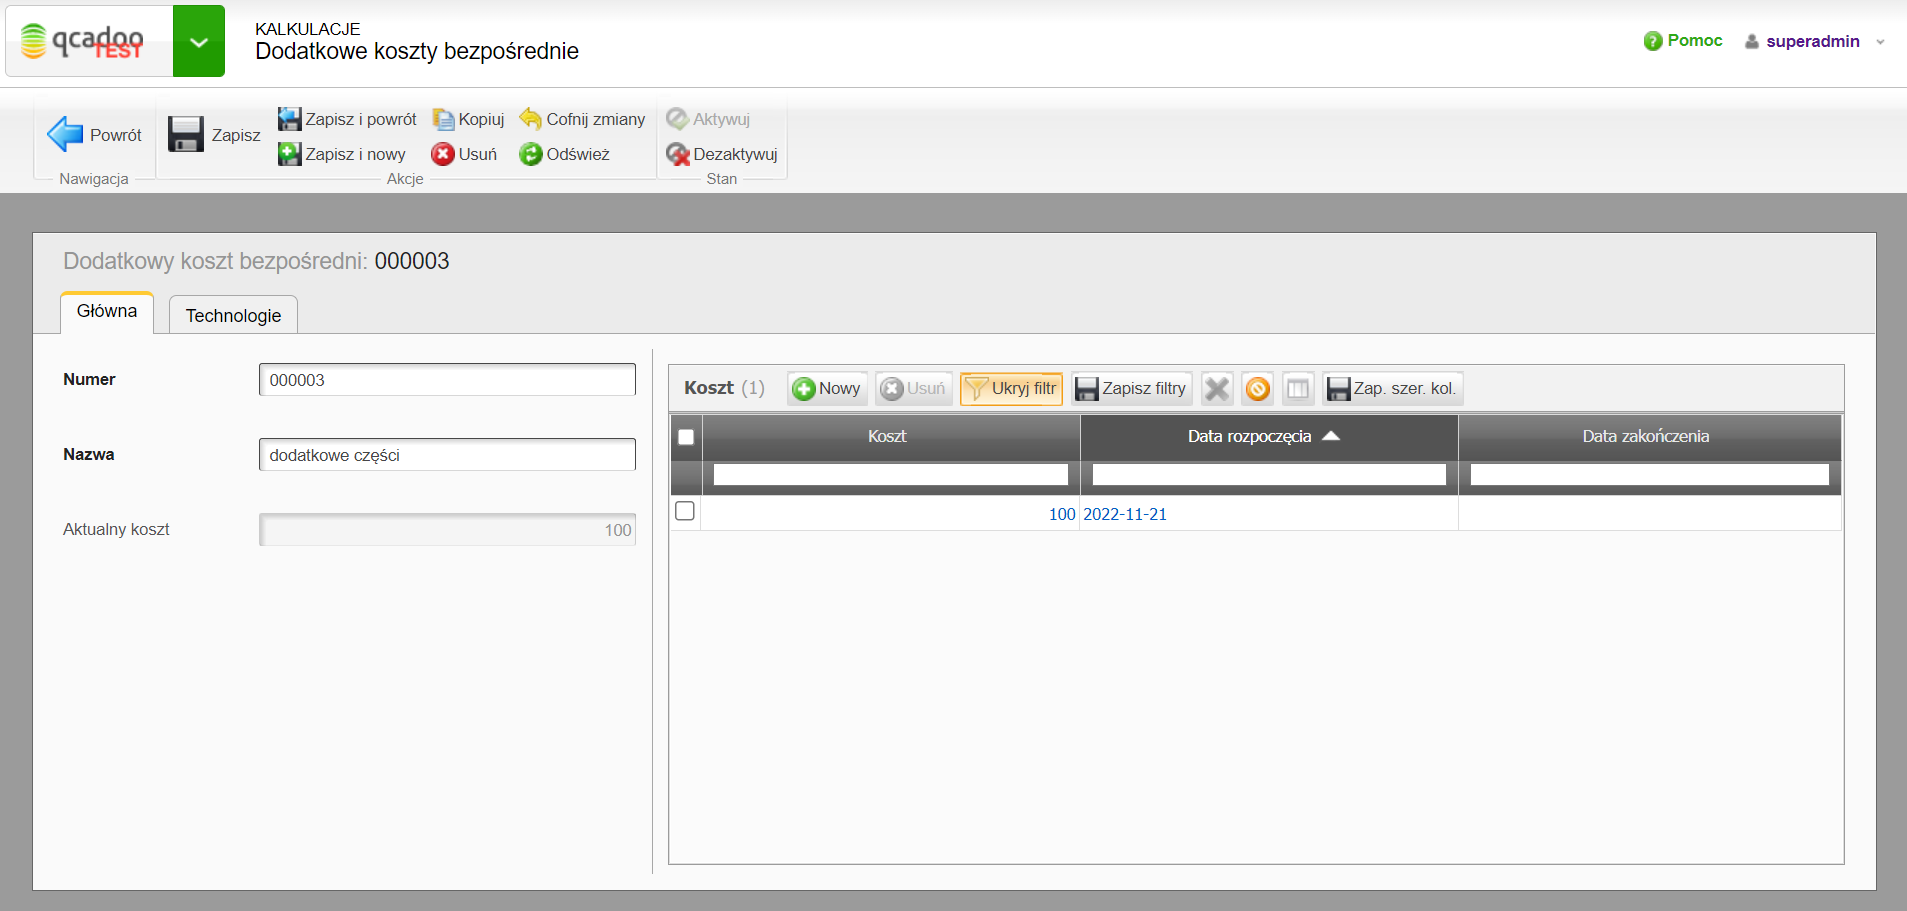 qcadoo
TEST
KALKULACJE
Dodatkowe koszty bezpośrednie
Pomoc
superadmin
Powrót
Nawigacja
Zapisz
Zapisz i powrót
Kopiuj
Cofnij zmiany
Zapisz i nowy
Usuń
Odśwież
Akcje
Aktywuj
Dezaktywuj
Stan
Dodatkowy koszt bezpośredni: 000003
Główna
Technologie
Numer
000003
Nazwa
dodatkowe części
Aktualny koszt
100
Koszt (1)
Nowy
Usuń
Ukryj filtr
Zapisz filtry
Zap. szer. kol.
Koszt
Data rozpoczęcia
Data zakończenia
100
2022-11-21